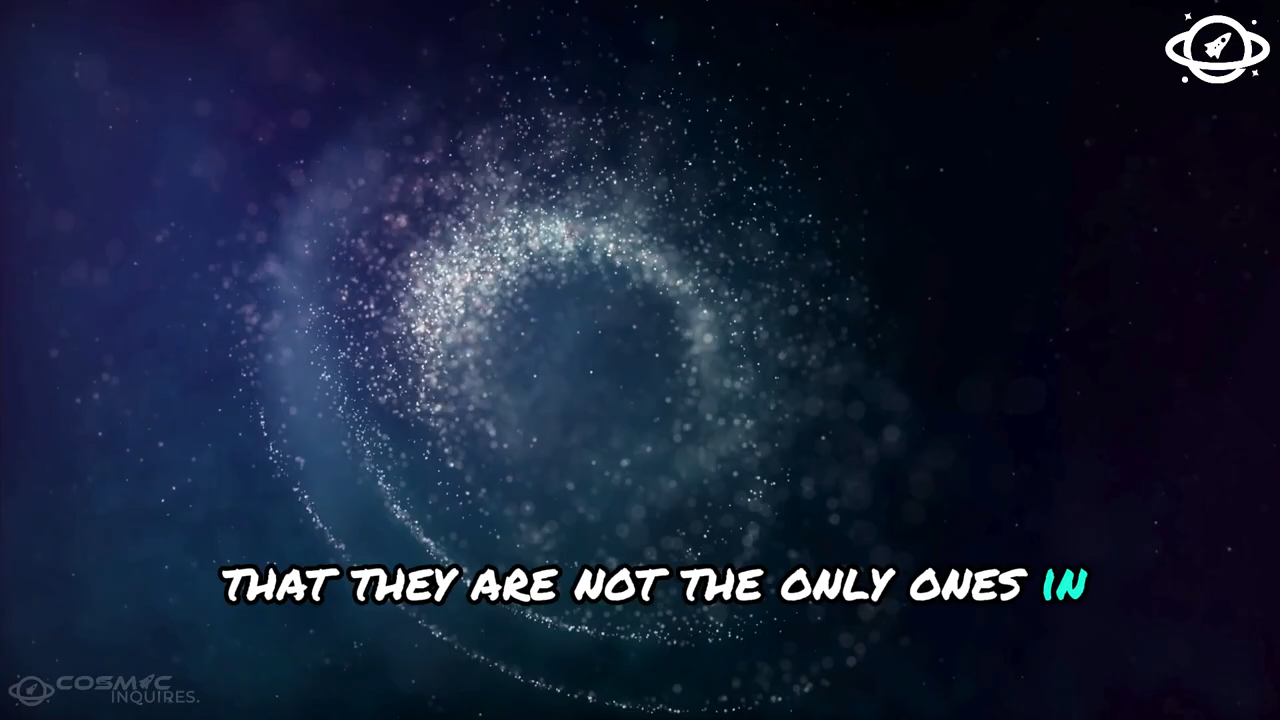 THAT THEY ARE NOT THE ONLY ONES IN
COSMIC
INQUIRES.